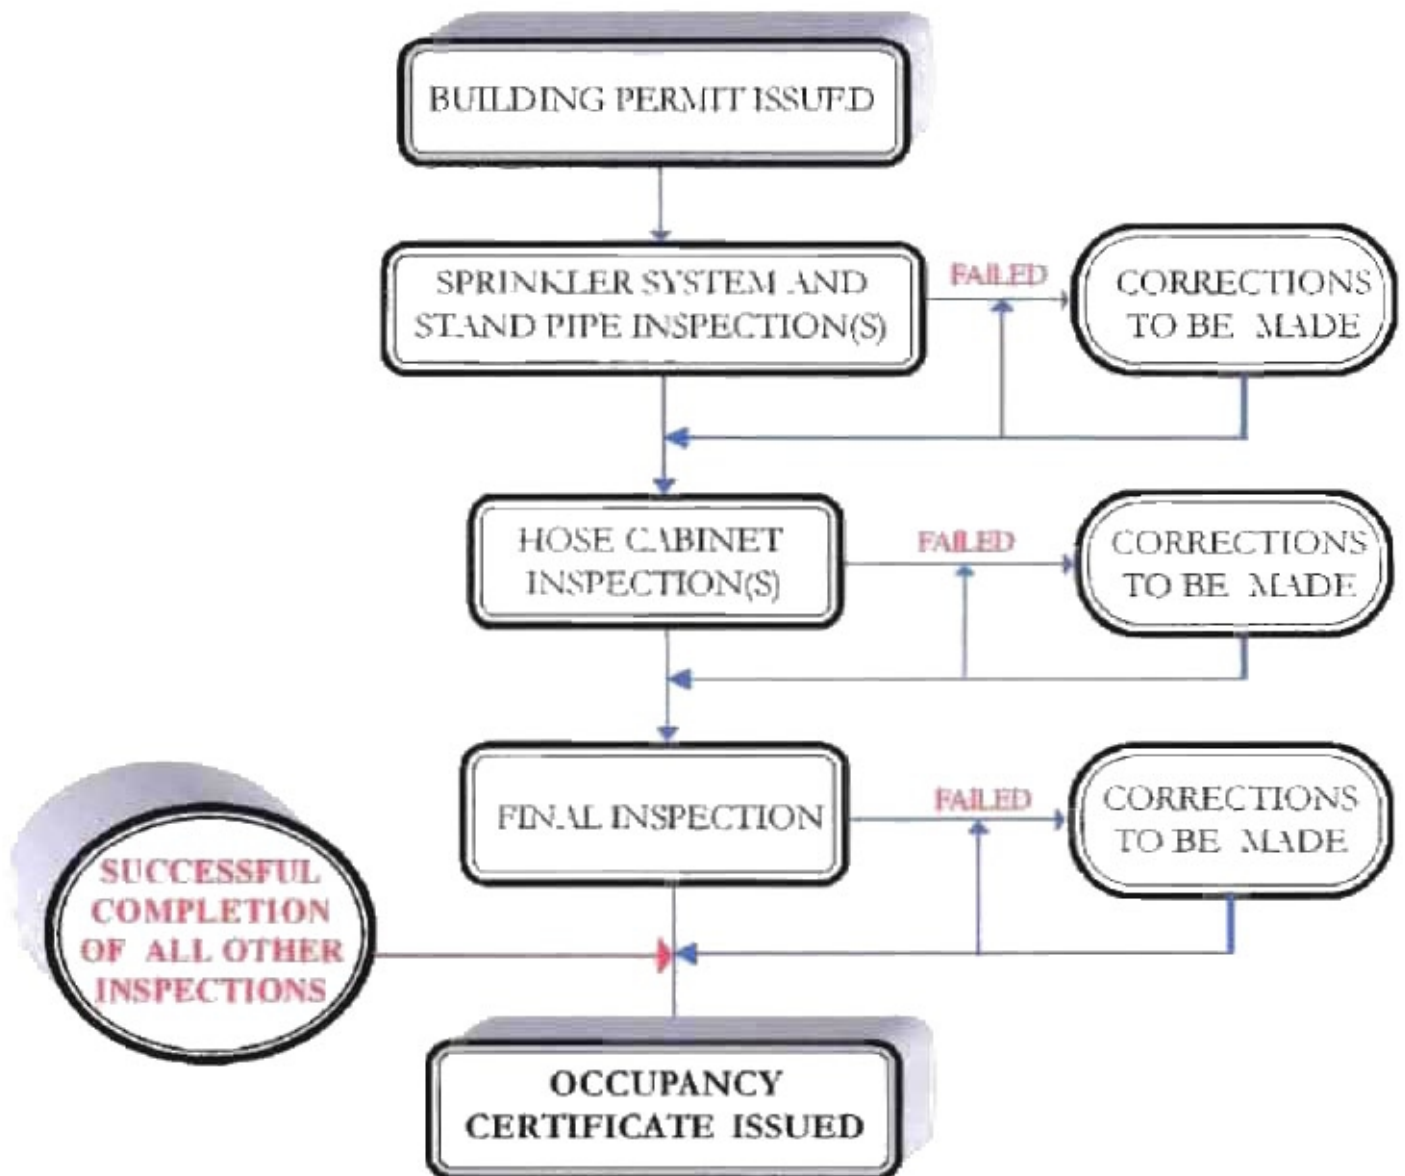 BUILDING PERMIT ISSUED
SPRINKLER SYSTEM AND
STAND PIPE INSPECTION(S)
FAILED
CORRECTIONS
TO BE MADE
HOSE CABINET
INSPECTION(S)
FAILED
CORRECTIONS
TO BE MADE
FINAL INSPECTION
FAILED
CORRECTIONS
TO BE MADE
SUCCESSFUL
COMPLETION
OF ALL OTHER
INSPECTIONS
OCCUPANCY
CERTIFICATE ISSUED